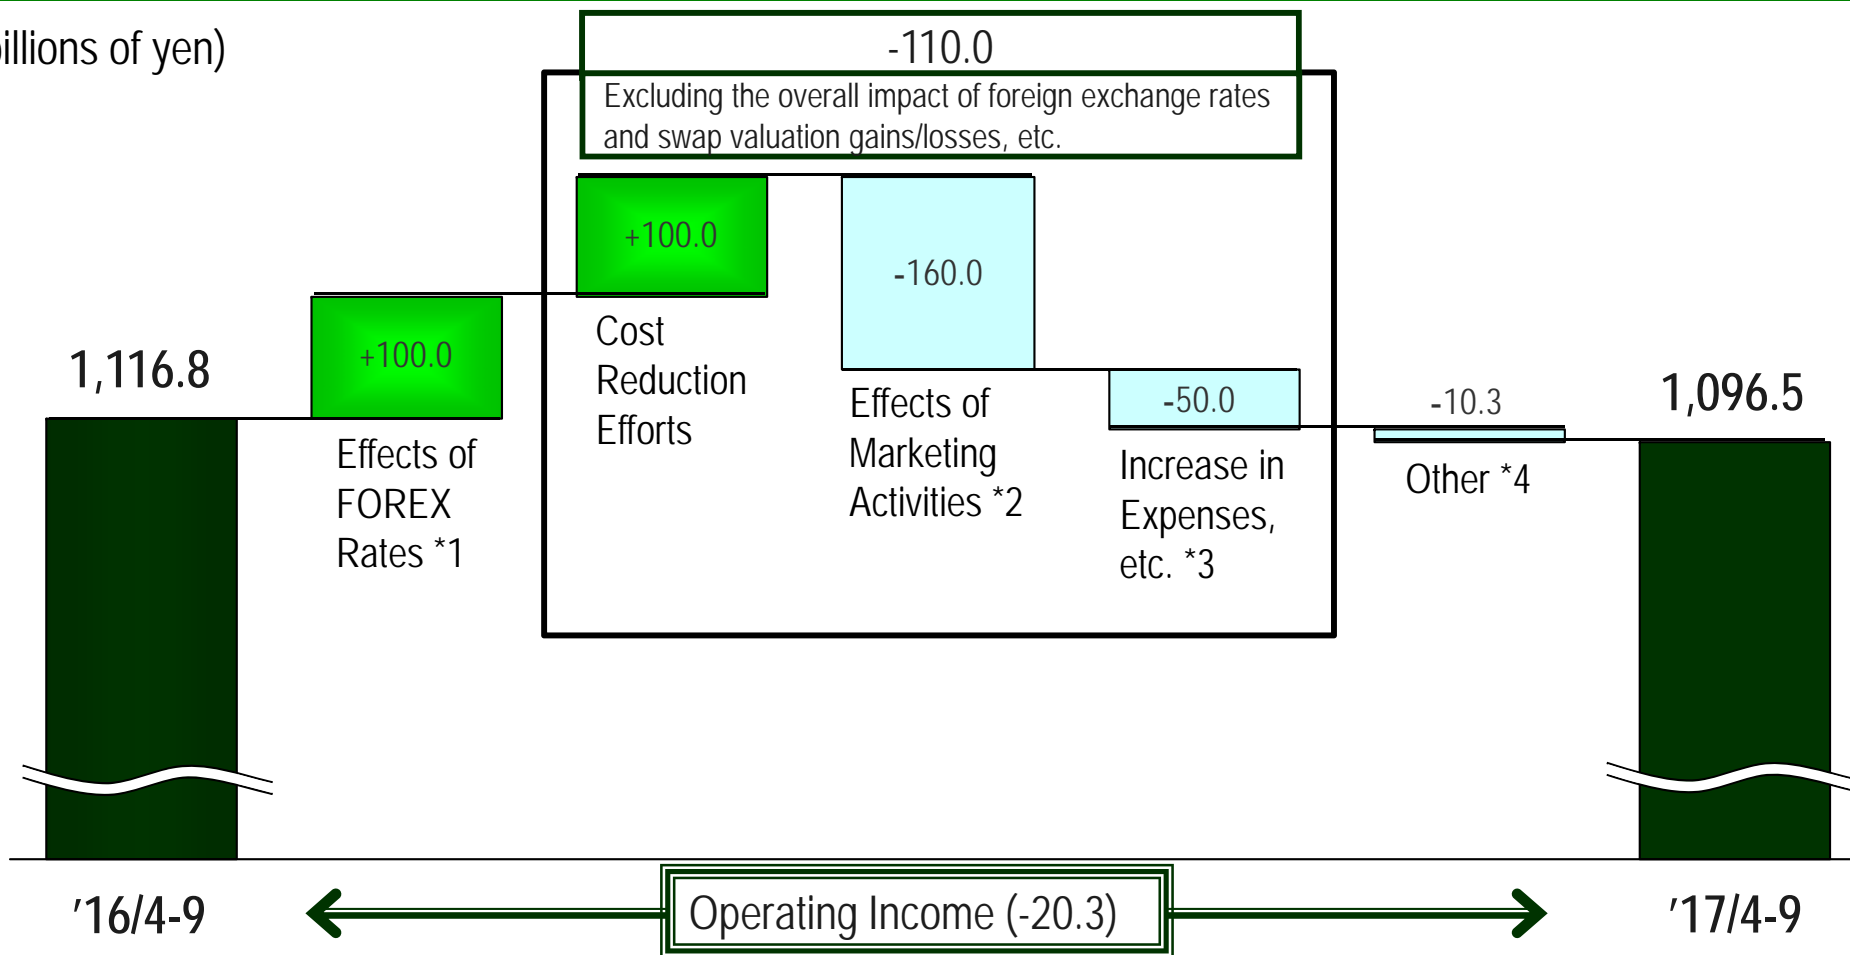 billions of yen)
-110.0
Excluding the overall impact of foreign exchange rates
and swap valuation gains/losses, etc.
1,116.8
+100.0
Effects of
FOREX
Rates *1
+100.0
Cost
Reduction
Efforts
-160.0
Effects of
Marketing
Activities *2
-50.0
Increase in
Expenses,
etc. *3
-10.3
Other *4
1,096.5
'16/4-9
Operating Income (-20.3)
'17/4-9